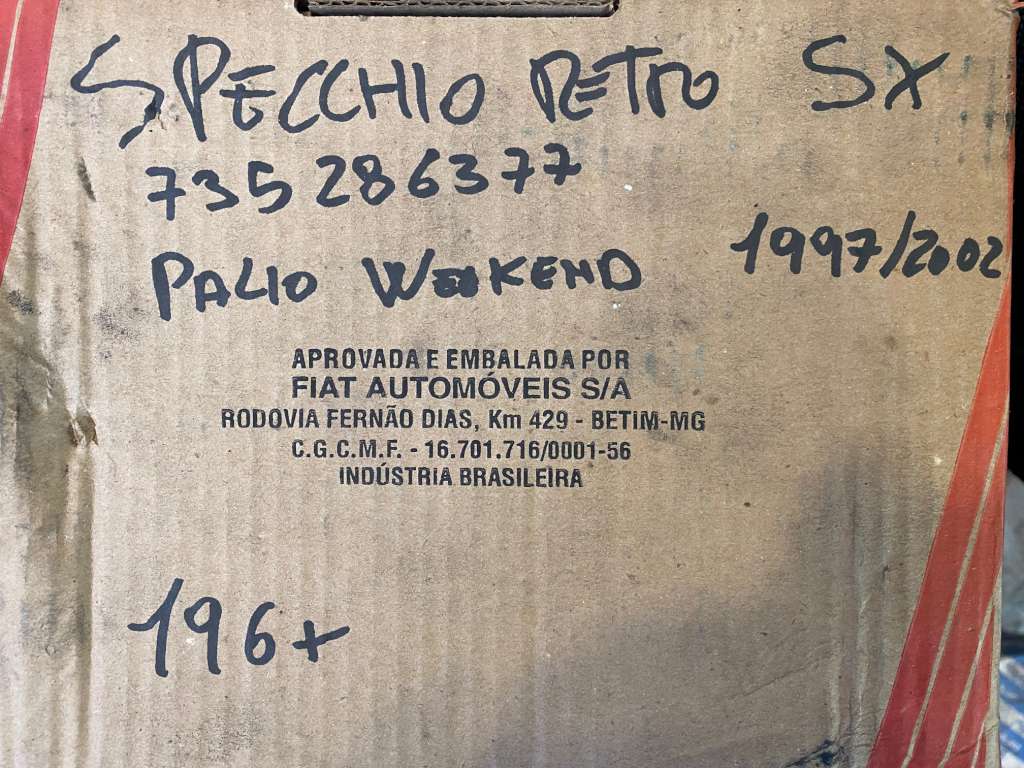 SPECCHIO RETRO SX
735286377
PALIO WEEKEND 1997/2002
APROVADA E EMBALADA POR
FIAT AUTOMÓVEIS S/A
RODOVIA FERNÃO DIAS, Km 429 - BETIM-MG
C.G.C.M.F. - 16.701.716/0001-56
INDÚSTRIA BRASILEIRA
196+